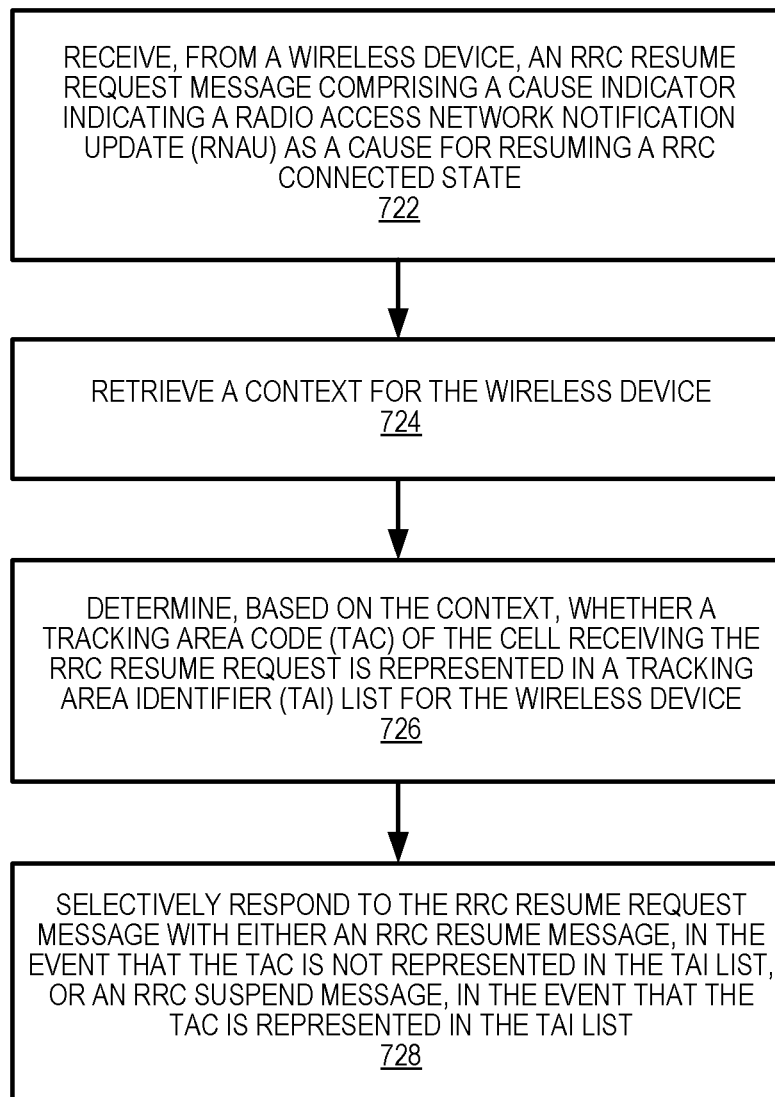 RECEIVE, FROM A WIRELESS DEVICE, AN RRC RESUME
REQUEST MESSAGE COMPRISING A CAUSE INDICATOR
INDICATING A RADIO ACCESS NETWORK NOTIFICATION
UPDATE (RNAU) AS A CAUSE FOR RESUMING A RRC
CONNECTED STATE
722
RETRIEVE A CONTEXT FOR THE WIRELESS DEVICE
724
DETERMINE, BASED ON THE CONTEXT, WHETHER A
TRACKING AREA CODE (TAC) OF THE CELL RECEIVING THE
RRC RESUME REQUEST IS REPRESENTED IN A TRACKING
AREA IDENTIFIER (TAI) LIST FOR THE WIRELESS DEVICE
726
SELECTIVELY RESPOND TO THE RRC RESUME REQUEST
MESSAGE WITH EITHER AN RRC RESUME MESSAGE, IN THE
EVENT THAT THE TAC IS NOT REPRESENTED IN THE TAI LIST,
OR AN RRC SUSPEND MESSAGE, IN THE EVENT THAT THE
TAC IS REPRESENTED IN THE TAI LIST
728